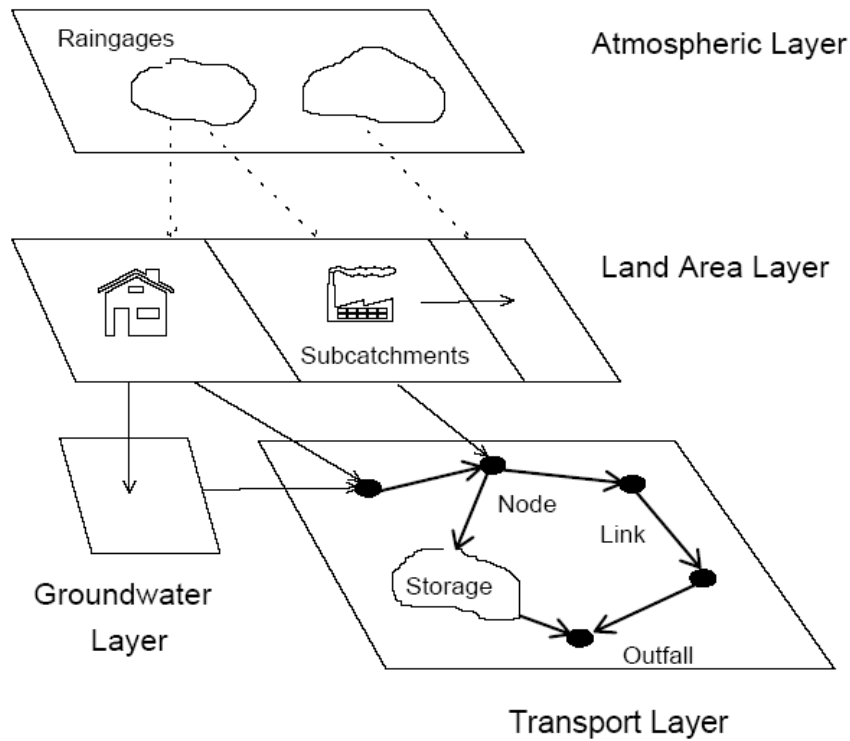 Raingages
Atmospheric Layer
Land Area Layer
Subcatchments
Node
Link
Storage
Groundwater
Layer
Outfall
Transport Layer